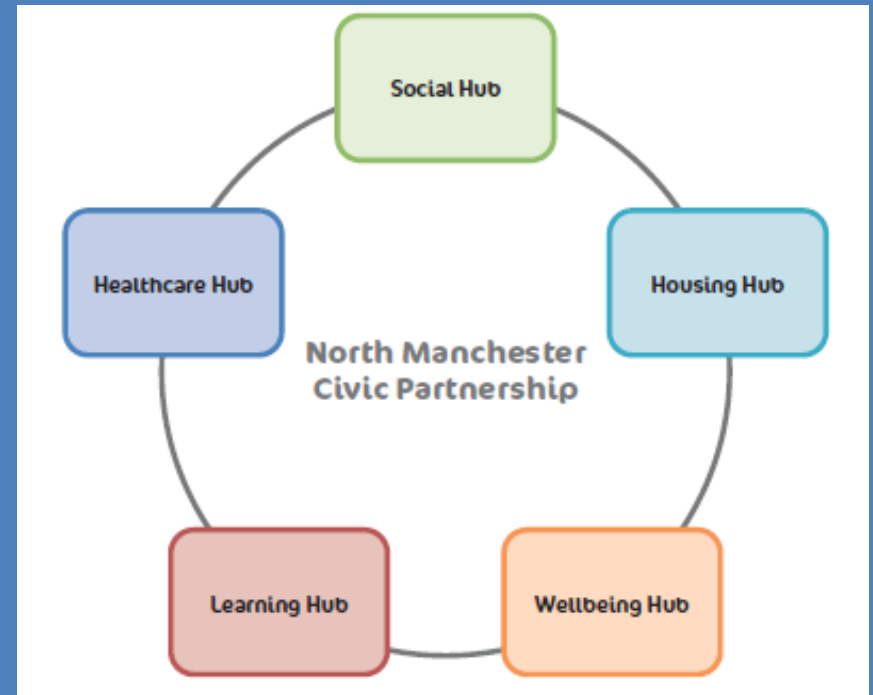 Social Hub
Healthcare Hub
Housing Hub
North Manchester
Civic Partnership
Learning Hub
Wellbeing Hub